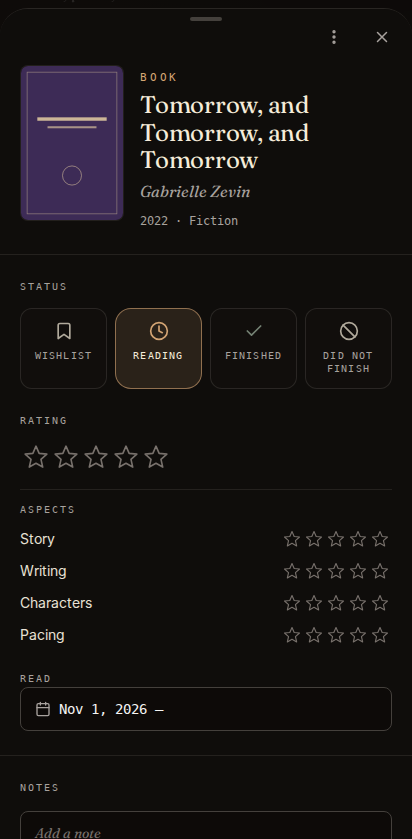 BOOK
Tomorrow, and
Tomorrow, and
Tomorrow
Gabrielle Zevin
2022 · Fiction
STATUS
WISHLIST
READING
FINISHED
DID NOT
FINISH
RATING
ASPECTS
Story
Writing
Characters
Pacing
READ
Nov 1, 2026 —
NOTES
Add a note